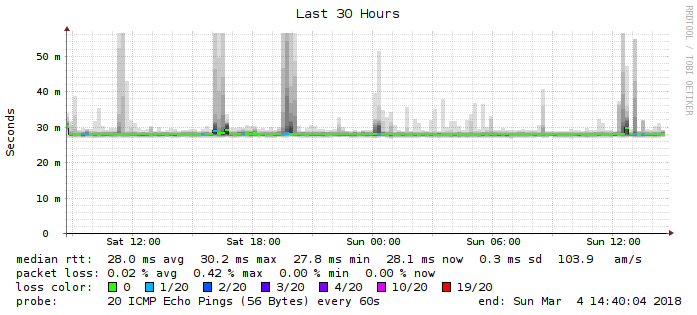 Last 30 Hours
RRDTOOL / TOBI OETIKER
Seconds
50 m
40 m
30 m
20 m
10 m
0
Sat 12:00 Sat 18:00 Sun 00:00 Sun 06:00 Sun 12:00
median rtt: 28.0 ms avg 30.2 ms max 27.8 ms min 28.1 ms now 0.3 ms sd 103.9 am/s
packet loss: 0.02 % avg 0.42 % max 0.00 % min 0.00 % now
loss color: 0 1/20 2/20 3/20 4/20 10/20 19/20
probe: 20 ICMP Echo Pings (56 Bytes) every 60s end: Sun Mar 4 14:40:04 2018